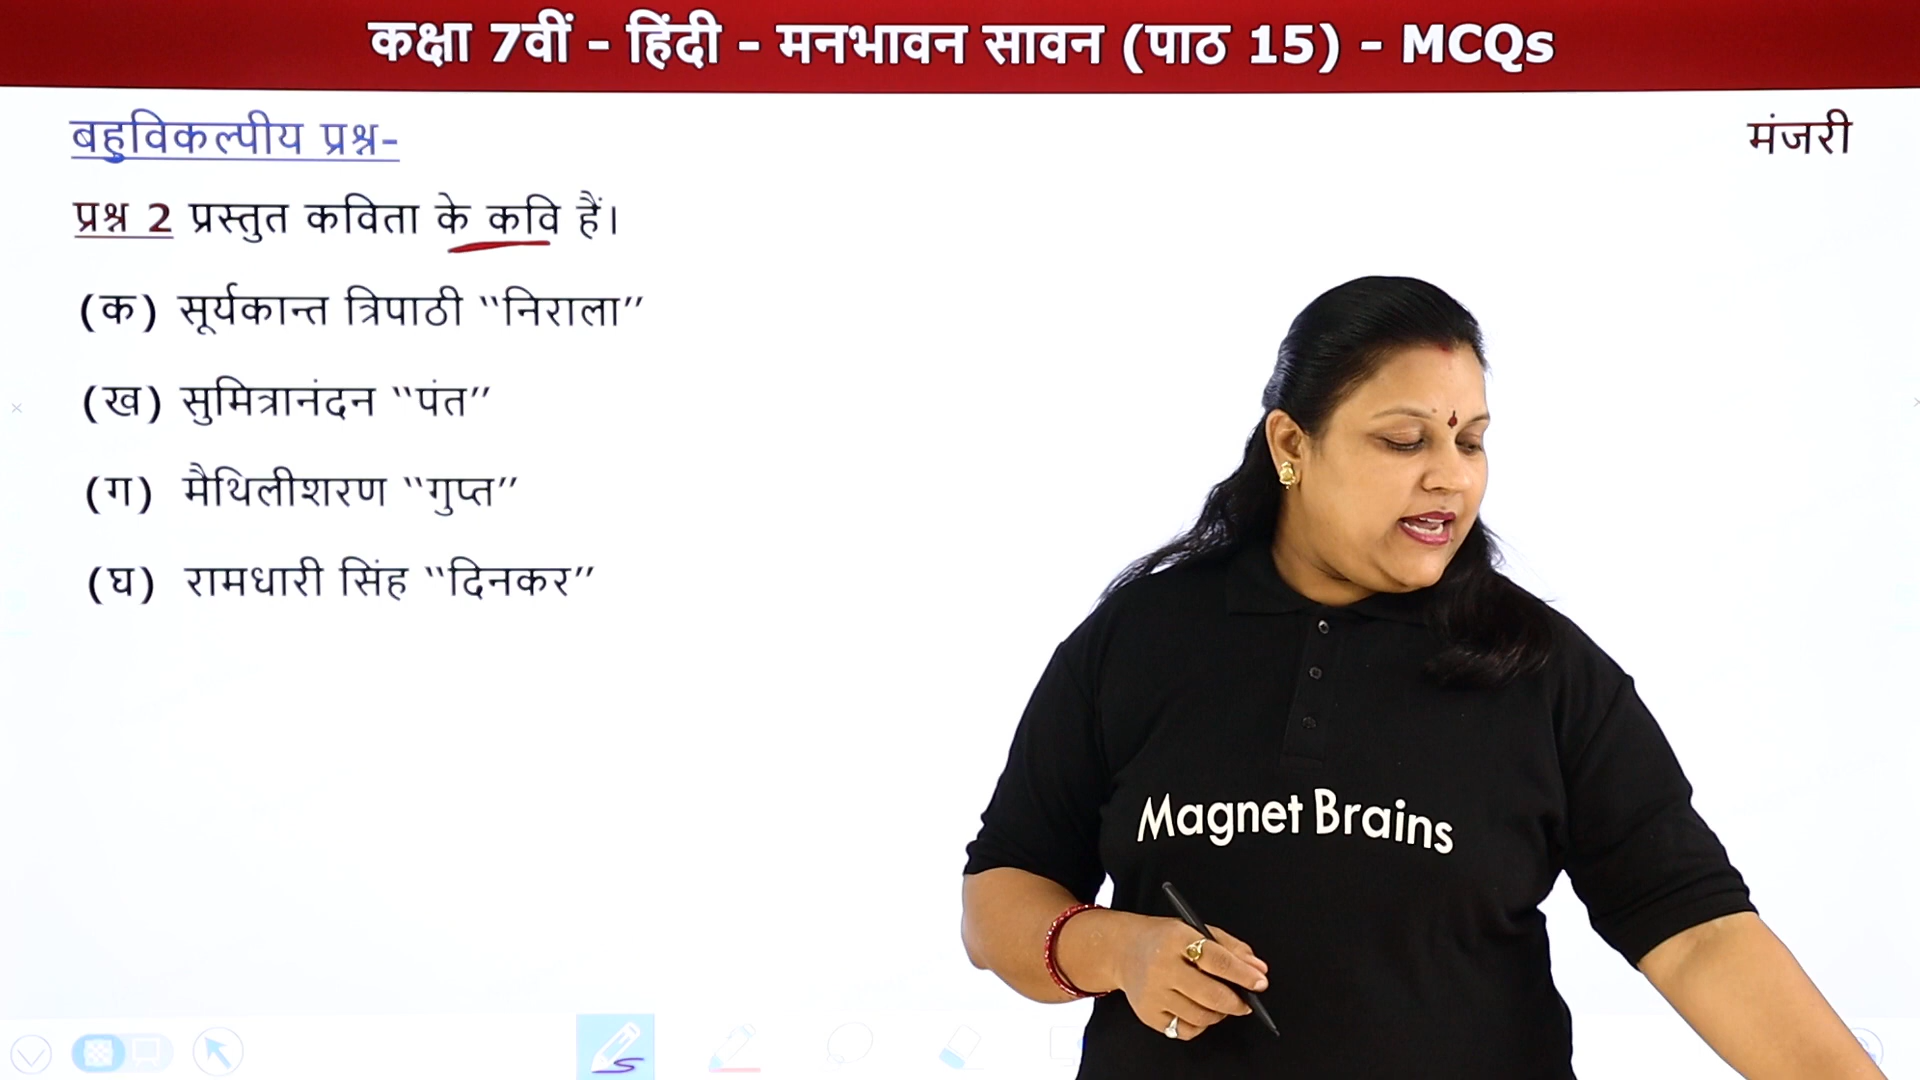 कक्षा 7वीं - हिंदी - मनभावन सावन (पाठ 15) - MCQs
बहुविकल्पीय प्रश्न-
मंजरी
प्रश्न 2 प्रस्तुत कविता के कवि हैं।
(क) सूर्यकान्त त्रिपाठी "निराला"
(ख) सुमित्रानंदन "पंत"
(ग) मैथिलीशरण "गुप्त"
(घ) रामधारी सिंह "दिनकर"
Magnet Brains